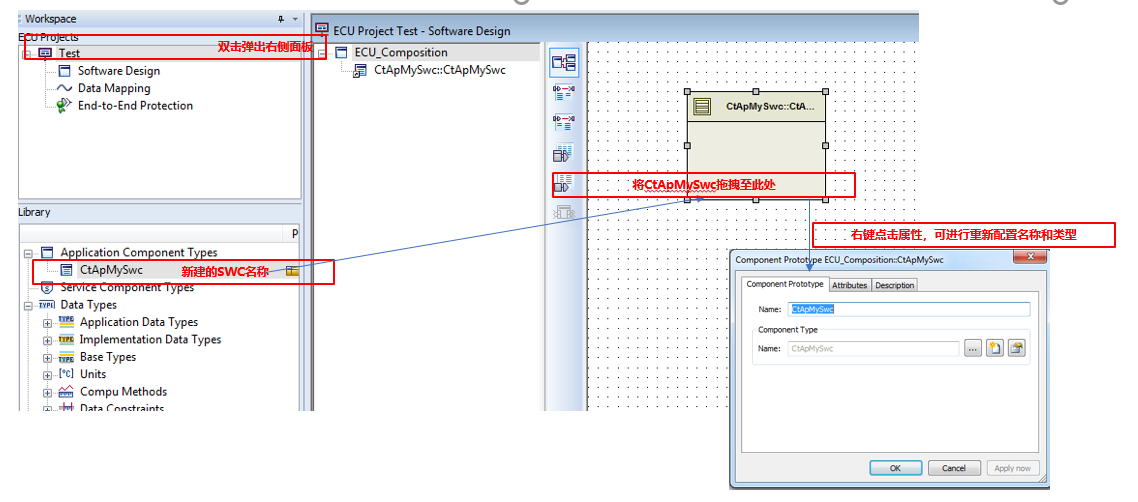 Workspace
ECU Projects
Test
双击弹出右侧面板
Software Design
Data Mapping
End-to-End Protection
Library
P
Application Component Types
CtApMySwc
新建的SWC名称
Service Component Types
Data Types
Application Data Types
Implementation Data Types
Base Types
Units
Compu Methods
Data Constraints
ECU Project Test - Software Design
ECU_Composition
CtApMySwc::CtApMySwc
CtApMySwc::CtA...
将CtApMySwc拖拽至此处
右键点击属性，可进行重新配置名称和类型
Component Prototype ECU_Composition::CtApMySwc
Component Prototype Attributes Description
Name: CtApMySwc
Component Type
Name: CtApMySwc ...
OK Cancel Apply now